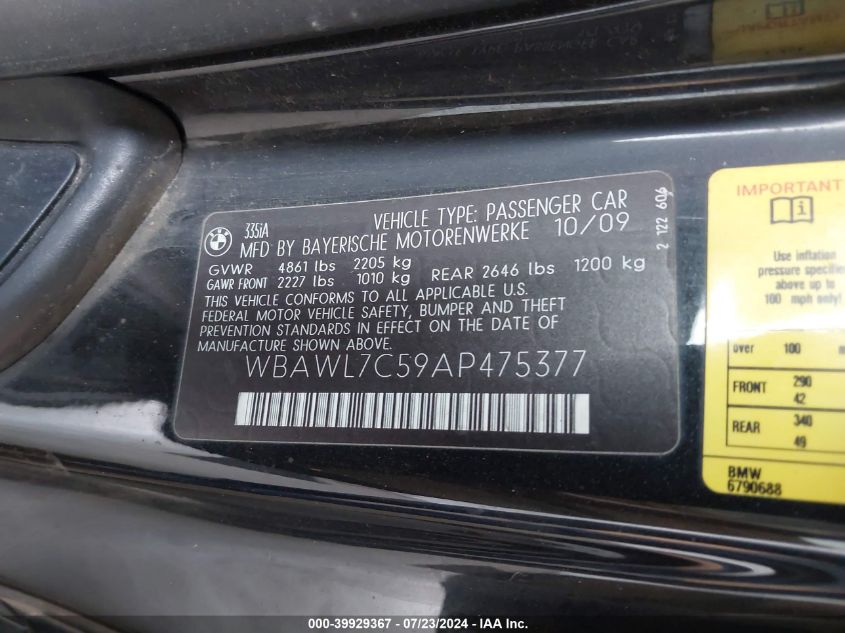 335iA
VEHICLE TYPE: PASSENGER CAR
MFD BY BAYERISCHE MOTORENWERKE 10/09
GVWR 4861 lbs 2205 kg
GAWR FRONT 2227 lbs 1010 kg REAR 2646 lbs 1200 kg
THIS VEHICLE CONFORMS TO ALL APPLICABLE U.S.
FEDERAL MOTOR VEHICLE SAFETY, BUMPER AND THEFT
PREVENTION STANDARDS IN EFFECT ON THE DATE OF
MANUFACTURE SHOWN ABOVE.
WBAWL7C59AP475377
2 122 606
IMPORTANT
Use inflation
pressure specifie
above up to
100 mph only!
over 100 m
FRONT 290
42
REAR 340
49
BMW
6790688
000-39929367 - 07/23/2024 - IAA Inc.